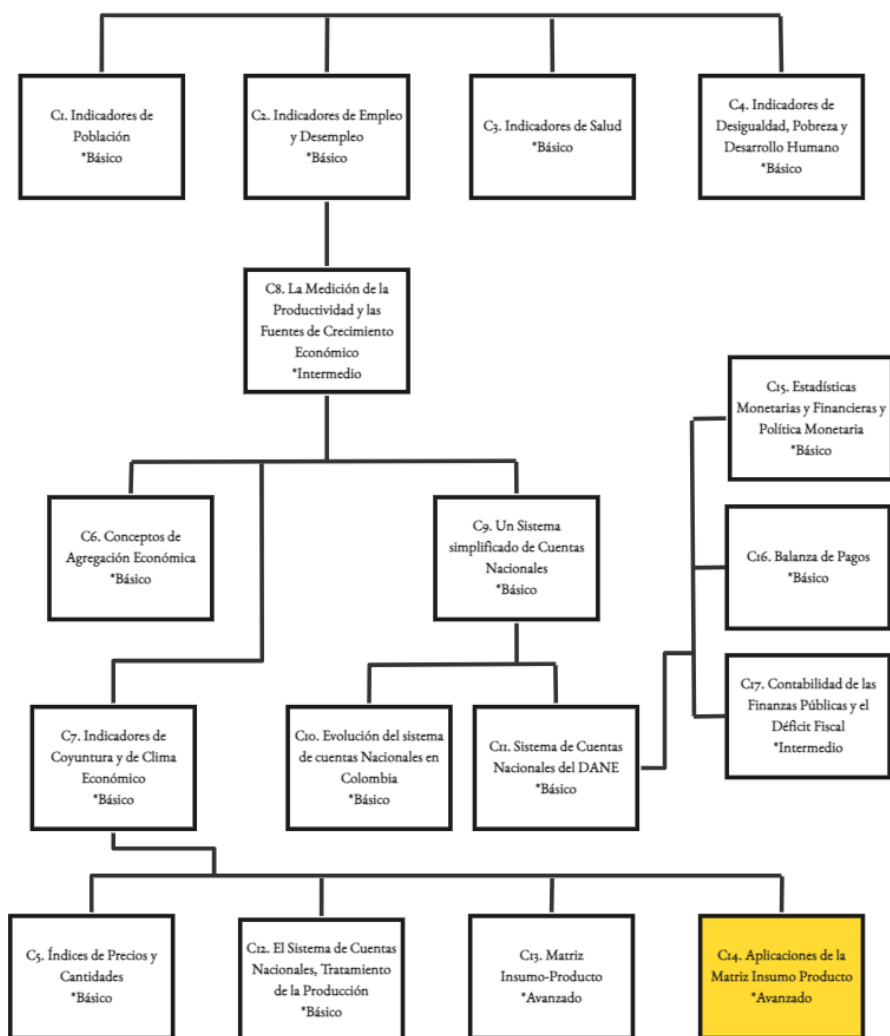 C1. Indicadores de
Población
*Básico
C2. Indicadores de Empleo
y Desempleo
*Básico
C3. Indicadores de Salud
*Básico
C4. Indicadores de
Desigualdad, Pobreza y
Desarrollo Humano
*Básico
C8. La Medición de la
Productividad y las
Fuentes de Crecimiento
Económico
*Intermedio
C15. Estadísticas
Monetarias y Financieras y
Política Monetaria
*Básico
C6. Conceptos de
Agregación Económica
*Básico
C9. Un Sistema
simplificado de Cuentas
Nacionales
*Básico
C16. Balanza de Pagos
*Básico
C17. Contabilidad de las
Finanzas Públicas y el
Déficit Fiscal
*Intermedio
C7. Indicadores de
Coyuntura y de Clima
Económico
*Básico
C10. Evolución del sistema
de cuentas Nacionales en
Colombia
*Básico
C11. Sistema de Cuentas
Nacionales del DANE
*Básico
C5. Índices de Precios y
Cantidades
*Básico
C12. El Sistema de Cuentas
Nacionales, Tratamiento
de la Producción
*Básico
C13. Matriz
Insumo-Producto
*Avanzado
C14. Aplicaciones de la
Matriz Insumo Producto
*Avanzado